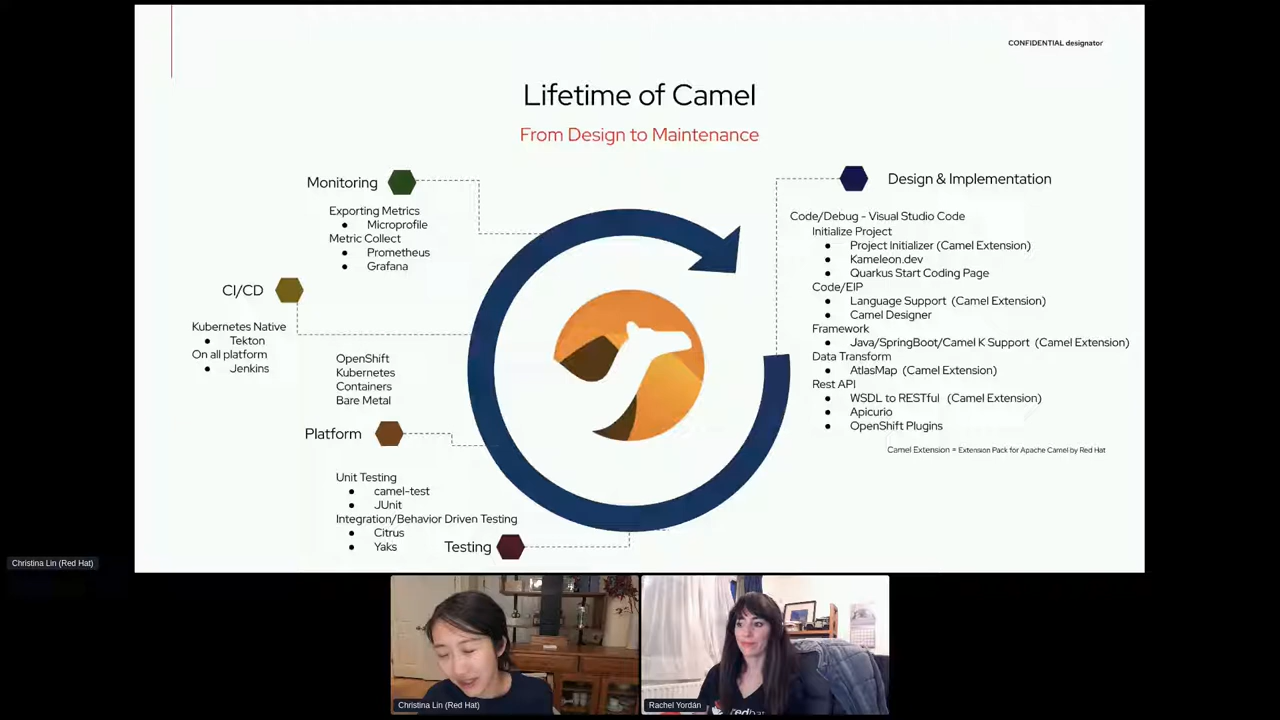 CONFIDENTIAL designator
Lifetime of Camel
From Design to Maintenance
Monitoring
Exporting Metrics
● Microprofile
Metric Collect
● Prometheus
● Grafana
CI/CD
Kubernetes Native
● Tekton
On all platform
● Jenkins
OpenShift
Kubernetes
Containers
Bare Metal
Platform
Unit Testing
● camel-test
● JUnit
Integration/Behavior Driven Testing
● Citrus
● Yaks
Testing
Design & Implementation
Code/Debug - Visual Studio Code
Initialize Project
● Project Initializer (Camel Extension)
● Kameleon.dev
● Quarkus Start Coding Page
Code/EIP
● Language Support (Camel Extension)
● Camel Designer
Framework
● Java/SpringBoot/Camel K Support (Camel Extension)
Data Transform
● AtlasMap (Camel Extension)
Rest API
● WSDL to RESTful (Camel Extension)
● Apicurio
● OpenShift Plugins
Camel Extension = Extension Pack for Apache Camel by Red Hat
Christina Lin (Red Hat)
Christina Lin (Red Hat)
Rachel Yordán